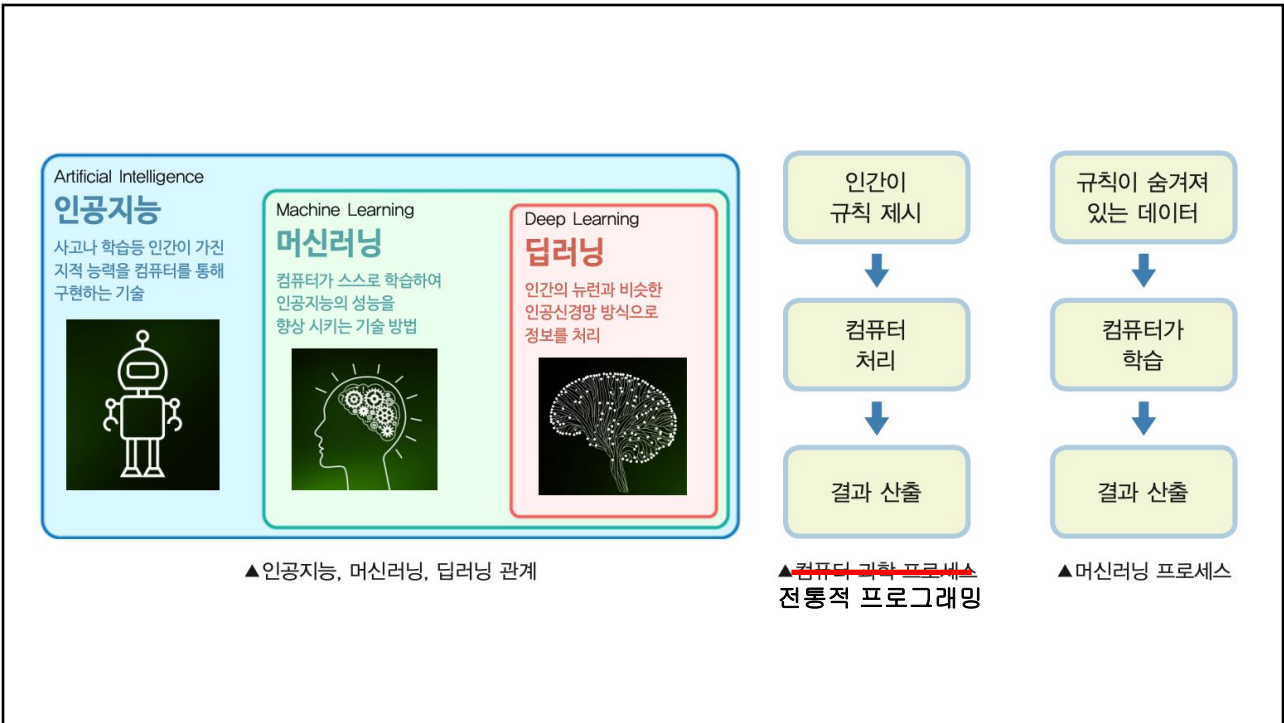 Artificial Intelligence
인공지능
사고나 학습등 인간이 가진
지적 능력을 컴퓨터를 통해
구현하는 기술
Machine Learning
머신러닝
컴퓨터가 스스로 학습하여
인공지능의 성능을
향상 시키는 기술 방법
Deep Learning
딥러닝
인간의 뉴런과 비슷한
인공신경망 방식으로
정보를 처리
▲인공지능, 머신러닝, 딥러닝 관계
인간이
규칙 제시
컴퓨터
처리
결과 산출
▲컴퓨터 과학 프로세스
전통적 프로그래밍
규칙이 숨겨져
있는 데이터
컴퓨터가
학습
결과 산출
▲머신러닝 프로세스